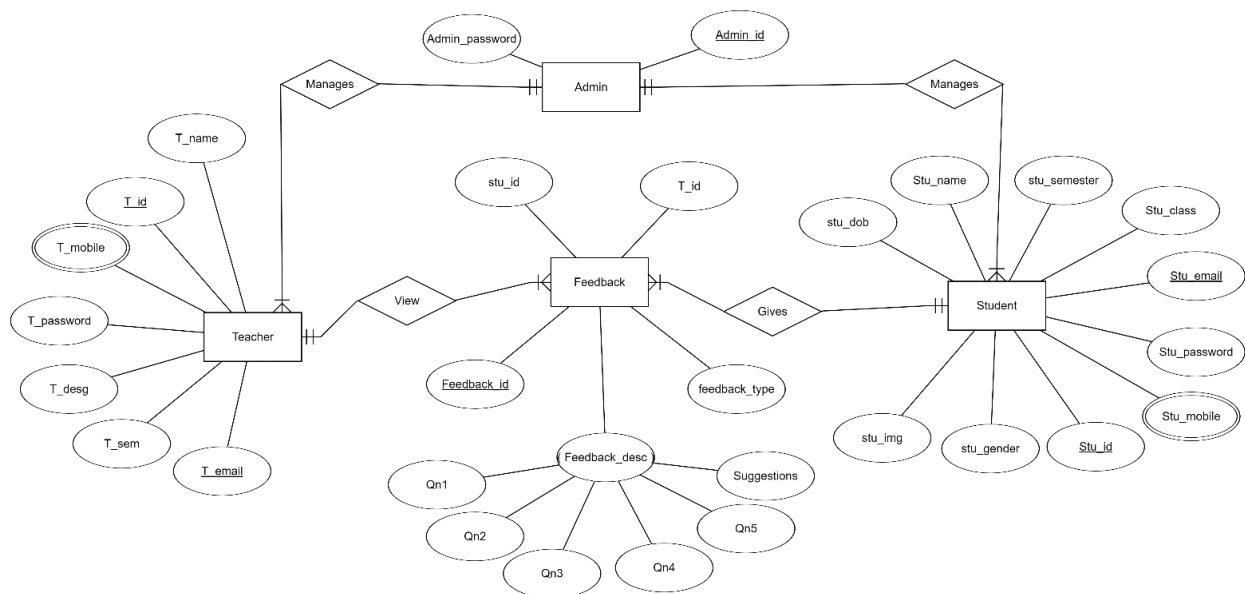 Admin_password
Admin_id
Manages
Admin
Manages
T_name
T_id
T_mobile
T_password
T_desg
T_sem
T_email
Teacher
View
stu_id
T_id
Feedback
Feedback_id
feedback_type
Gives
Stu_name
stu_semester
stu_dob
Stu_class
Stu_email
Student
Stu_password
Stu_mobile
stu_img
stu_gender
Stu_id
Feedback_desc
Qn1
Qn2
Qn3
Qn4
Qn5
Suggestions